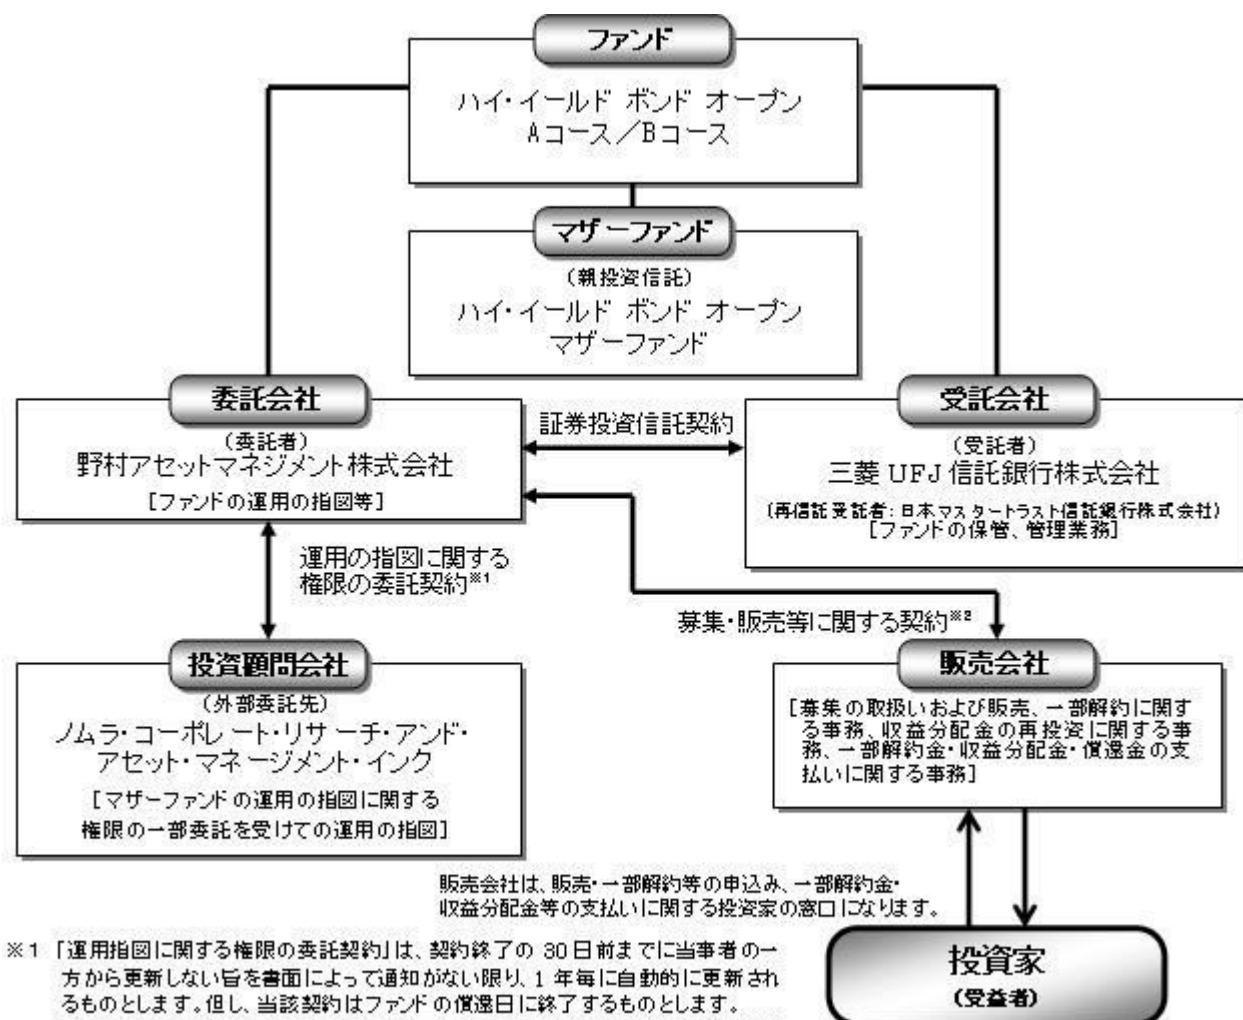 ファンド
ハイ・イールド ボンド オープン
Aコース/Bコース
マザーファンド
(親投資信託)
ハイ・イールド ボンド オープン
マザーファンド
委託会社
(委託者)
野村アセットマネジメント株式会社
[ファンドの運用の指図等]
証券投資信託契約
受託会社
(受託者)
三菱 UFJ 信託銀行株式会社
(再信託受託者:日本マスタートラスト信託銀行株式会社)
[ファンドの保管、管理業務]
運用の指図に関する
権限の委託契約※1
募集・販売等に関する契約※2
投資顧問会社
(外部委託先)
ノムラ・コーポレート・リサーチ・アンド・
アセット・マネージメント・インク
[マザーファンドの運用の指図に関する
権限の一部委託を受けての運用の指図]
販売会社
[募集の取扱いおよび販売、一部解約に関す
る事務、収益分配金の再投資に関する事
務、一部解約金・収益分配金・償還金の支
払いに関する事務]
販売会社は、販売・一部解約等の申込み、一部解約金・
収益分配金等の支払いに関する投資家の窓口になります。
投資家
(受益者)
※1 「運用指図に関する権限の委託契約」は、契約終了の 30 日前までに当事者の一
方から更新しない旨を書面によって通知がない限り、1 年毎に自動的に更新され
るものとします。但し、当該契約はファンドの償還日に終了するものとします。